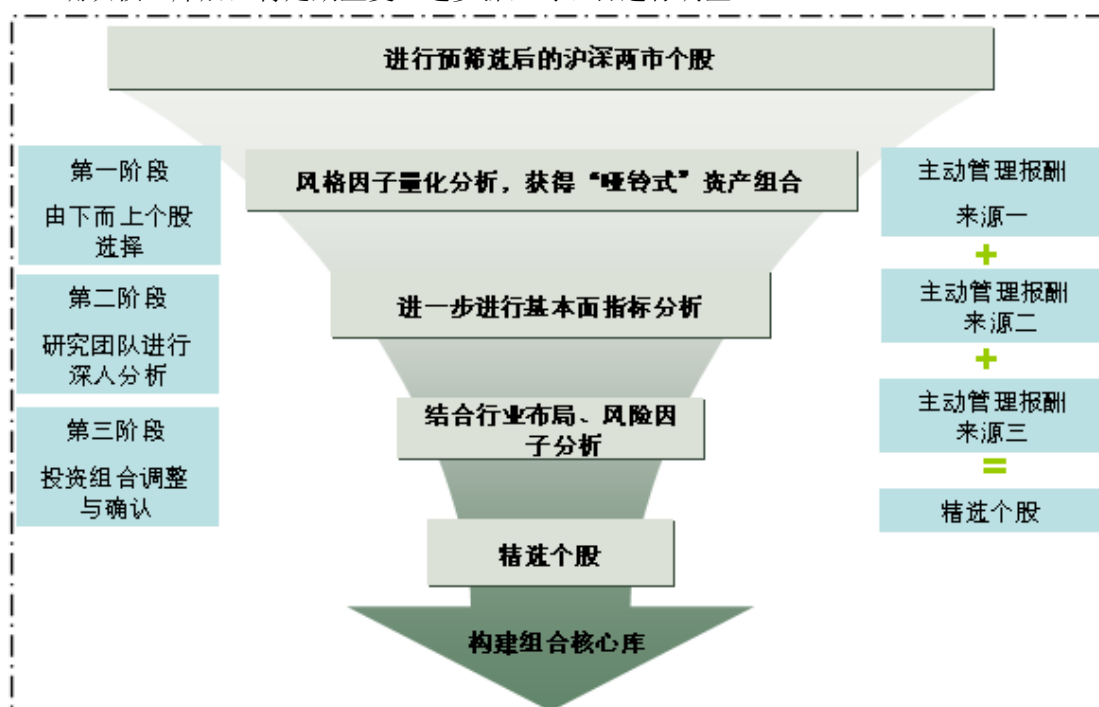 进行预筛选后的沪深两市个股
第一阶段
由下而上个股
选择
风格因子量化分析，获得“哑铃式”资产组合
主动管理报酬
来源一
+
第二阶段
研究团队进行
深入分析
进一步进行基本面指标分析
主动管理报酬
来源二
+
第三阶段
投资组合调整
与确认
结合行业布局、风险因
子分析
主动管理报酬
来源三
=
精选个股
精选个股
构建组合核心库